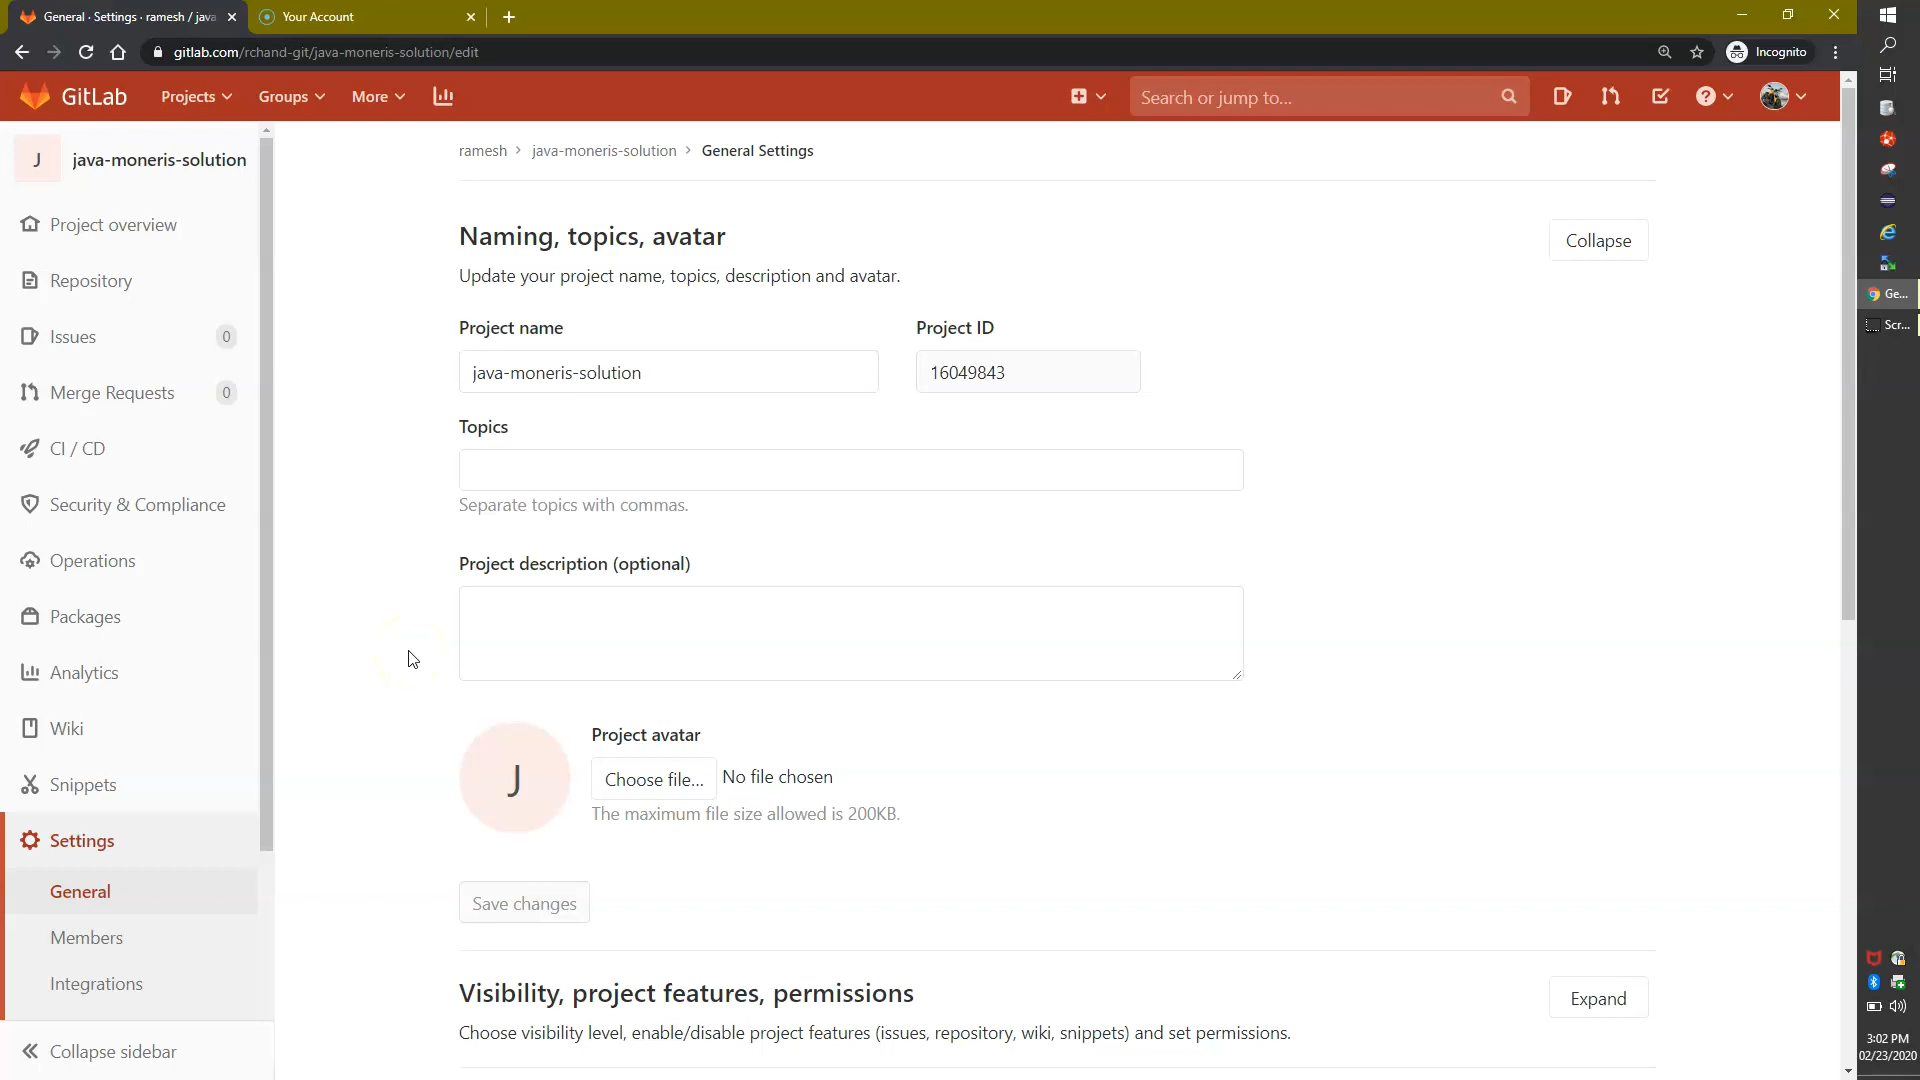 General · Settings · ramesh / java
Your Account
gitlab.com/rchand-git/java-moneris-solution/edit
Incognito
GitLab
Projects
Groups
More
Search or jump to...
J
java-moneris-solution
Project overview
Repository
Issues
0
Merge Requests
0
CI / CD
Security & Compliance
Operations
Packages
Analytics
Wiki
Snippets
Settings
General
Members
Integrations
Collapse sidebar
ramesh > java-moneris-solution > General Settings
Naming, topics, avatar
Collapse
Update your project name, topics, description and avatar.
Project name
Project ID
java-moneris-solution
16049843
Topics
Separate topics with commas.
Project description (optional)
J
Project avatar
Choose file...
No file chosen
The maximum file size allowed is 200KB.
Save changes
Visibility, project features, permissions
Expand
Choose visibility level, enable/disable project features (issues, repository, wiki, snippets) and set permissions.
Ge...
Scr...
3:02 PM
02/23/2020